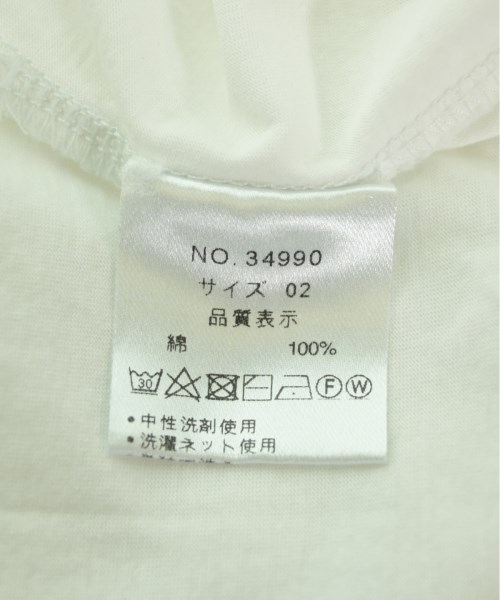 NO. 34990
サイズ 02
品質表示
綿 100%
30 F W
•中性洗剤使用
•洗濯ネット使用